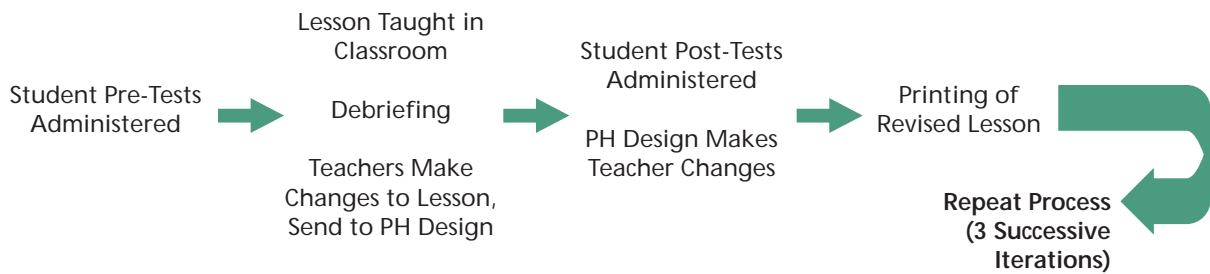 Student Pre-Tests
Administered
Lesson Taught in
Classroom
Debriefing
Teachers Make
Changes to Lesson,
Send to PH Design
Student Post-Tests
Administered
PH Design Makes
Teacher Changes
Printing of
Revised Lesson
Repeat Process
(3 Successive
Iterations)